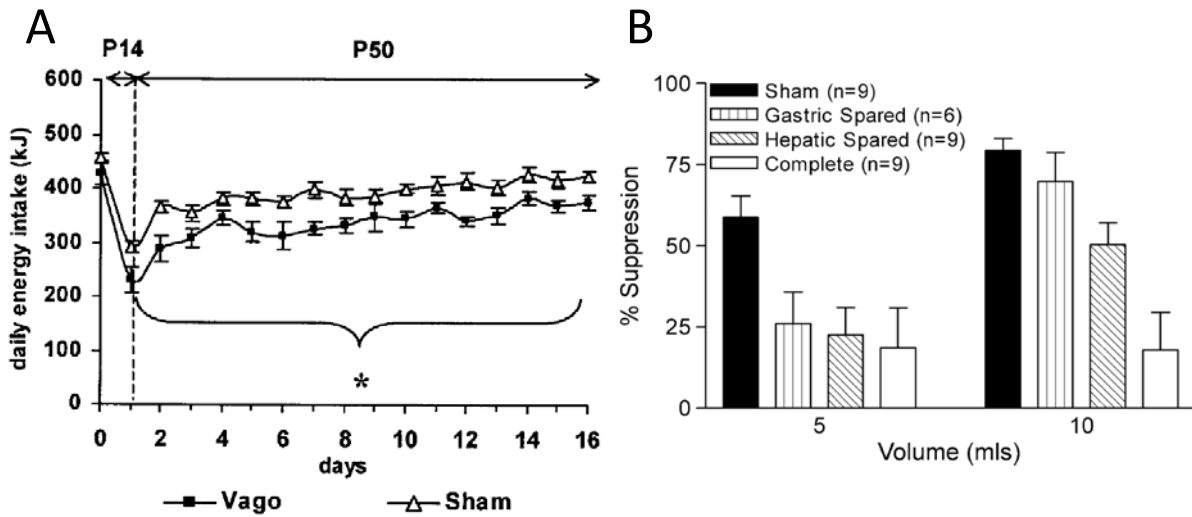 A
P14 P50
daily energy intake (kJ)
600
500
400
300
200
100
0
*
0 2 4 6 8 10 12 14 16
days
Vago Sham
B
% Suppression
100
75
50
25
0
Sham (n=9)
Gastric Spared (n=6)
Hepatic Spared (n=9)
Complete (n=9)
5 10
Volume (mls)